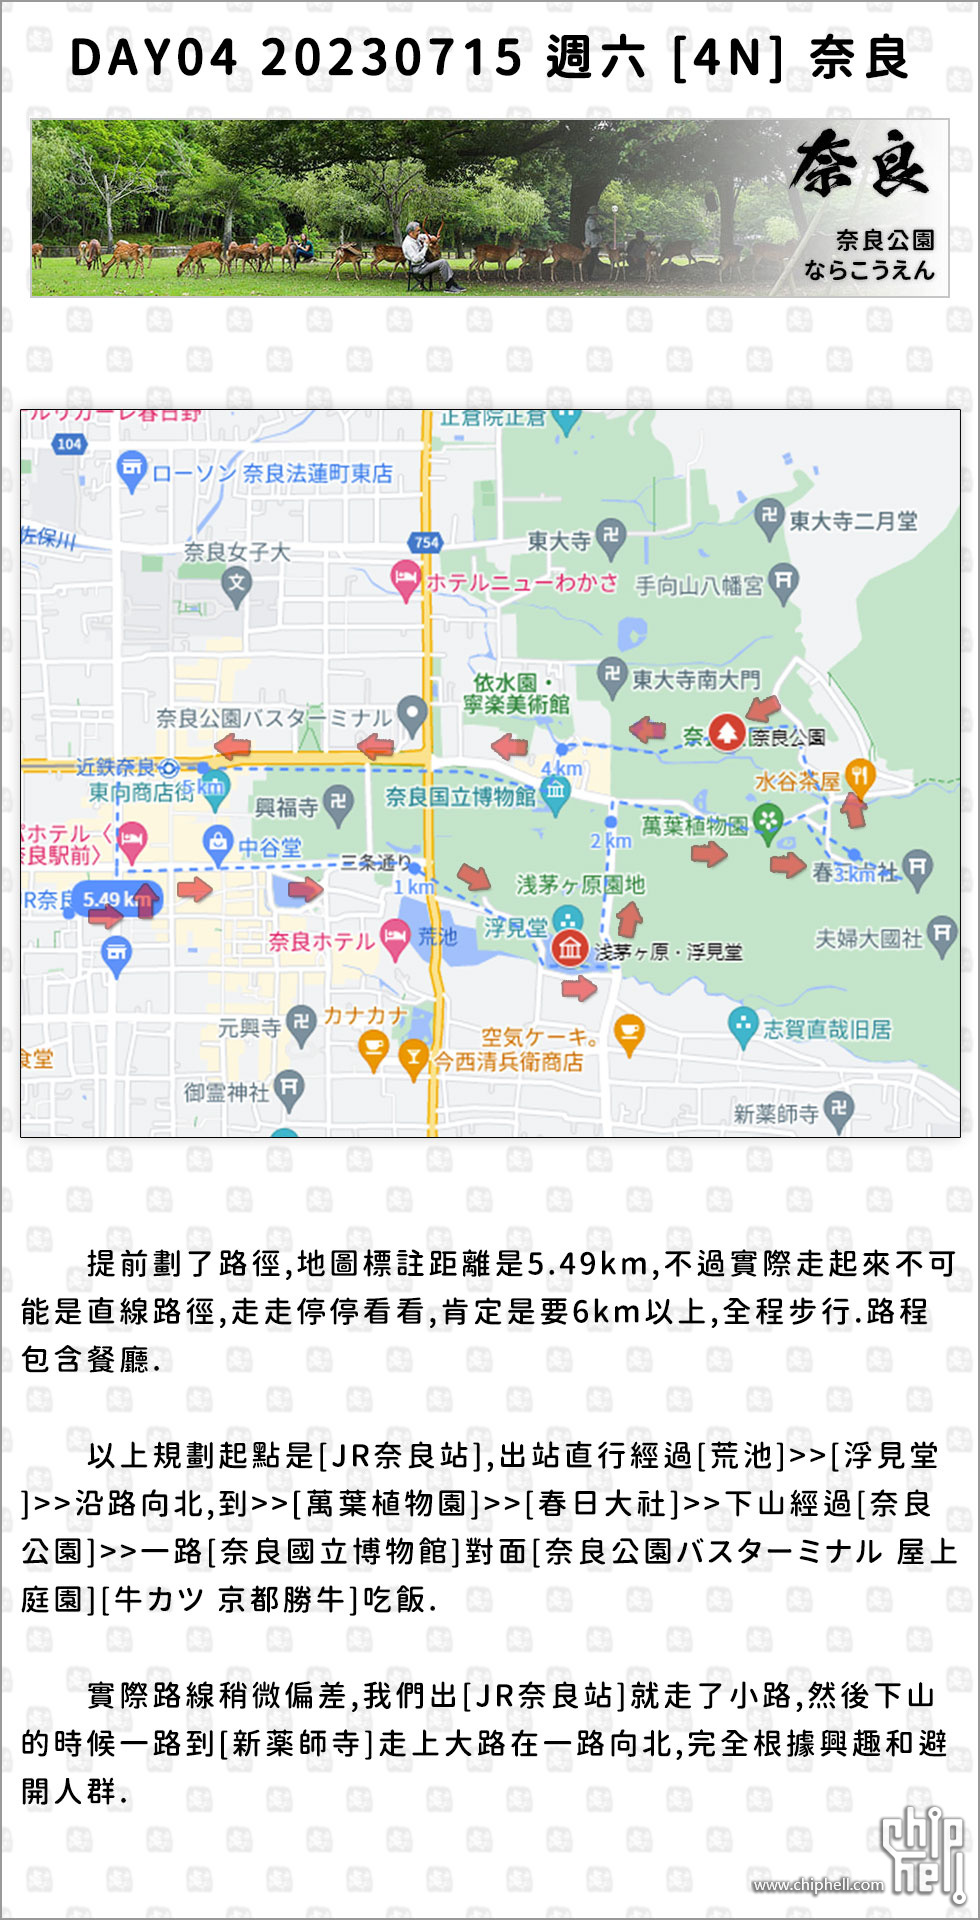 DAY04 20230715 週六 [4N] 奈良
奈良
奈良公園
ならこうえん
ルリカーレ春日野
正倉院正倉
104
ローソン 奈良法蓮町東店
佐保川
754
東大寺
東大寺二月堂
奈良女子大
ホテルニューわかさ
手向山八幡宮
依水園・
寧楽美術館
東大寺南大門
奈良公園バスターミナル
奈良公園
近鉄奈良
4 km
水谷茶屋
5 km
東向商店街
奈良国立博物館
興福寺
萬葉植物園
パホテル〈
奈良駅前〉
中谷堂
2 km
三条通り
1 km
3 km
浅茅ヶ原園地
5.49 km
浮見堂
奈良ホテル
荒池
浅茅ヶ原・浮見堂
夫婦大國社
元興寺
カナカナ
空気ケーキ。
志賀直哉旧居
食堂
今西清兵衛商店
御霊神社
新薬師寺
提前劃了路徑,地圖標註距離是5.49km,不過實際走起來不可
能是直線路徑,走走停停看看,肯定是要6km以上,全程步行.路程
包含餐廳.
以上規劃起點是[JR奈良站],出站直行經過[荒池]>>[浮見堂
]>>沿路向北,到>>[萬葉植物園]>>[春日大社]>>下山經過[奈良
公園]>>一路[奈良國立博物館]對面[奈良公園バスターミナル 屋上
庭園][牛カツ 京都勝牛]吃飯.
實際路線稍微偏差,我們出[JR奈良站]就走了小路,然後下山
的時候一路到[新薬師寺]走上大路在一路向北,完全根據興趣和避
開人群.
chip
hell
www.chiphell.com